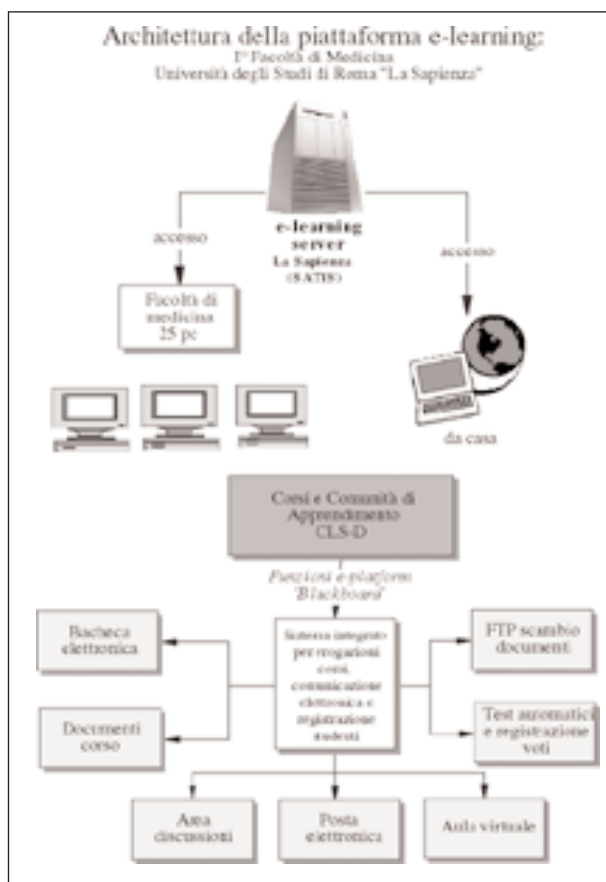 Architettura della piattaforma e-learning:
Iª Facoltà di Medicina
Università degli Studi di Roma "La Sapienza"
e-learning
server
La Sapienza
(SATIS)
accesso
accesso
Facoltà di
medicina
25 pc
da casa
Corsi e Comunità di
Apprendimento
CLS-D
Funzioni e-platform
'Blackboard'
Bacheca
elettronica
Sistema integrato
per erogazioni
corsi,
comunicazione
elettronica e
registrazione
studenti
FTP scambio
documenti
Documenti
corso
Test automatici
e registrazione
voti
Area
discussioni
Posta
elettronica
Aula virtuale